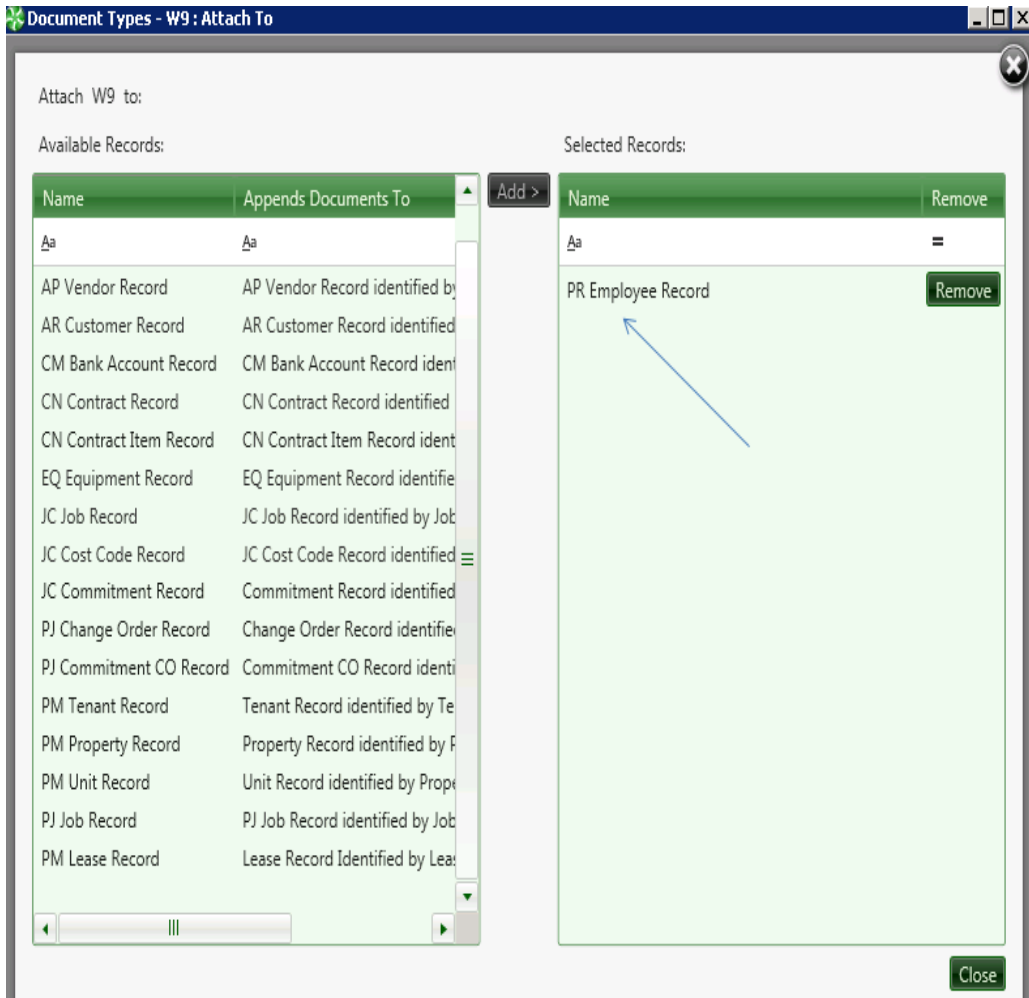 Document Types - W9 : Attach To
Attach W9 to:
Available Records:
Selected Records:
Name Appends Documents To Add > Name Remove
Aa Aa Aa =
AP Vendor Record AP Vendor Record identified by PR Employee Record Remove
AR Customer Record AR Customer Record identified
CM Bank Account Record CM Bank Account Record ident
CN Contract Record CN Contract Record identified
CN Contract Item Record CN Contract Item Record ident
EQ Equipment Record EQ Equipment Record identifie
JC Job Record JC Job Record identified by Job
JC Cost Code Record JC Cost Code Record identified
JC Commitment Record Commitment Record identified
PJ Change Order Record Change Order Record identifie
PJ Commitment CO Record Commitment CO Record identi
PM Tenant Record Tenant Record identified by Te
PM Property Record Property Record identified by P
PM Unit Record Unit Record identified by Prope
PJ Job Record PJ Job Record identified by Job
PM Lease Record Lease Record Identified by Leas
Close